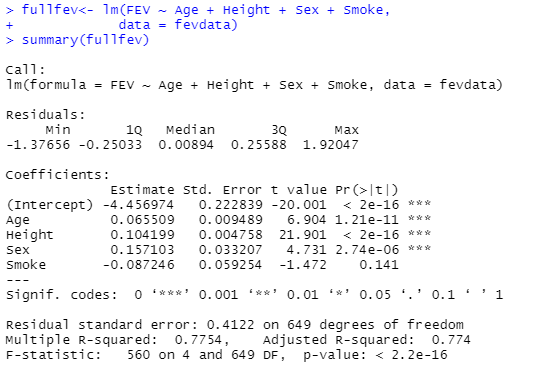 > fullfev<- lm(FEV ~ Age + Height + Sex + Smoke,
+             data = fevdata)
> summary(fullfev)

Call:
lm(formula = FEV ~ Age + Height + Sex + Smoke, data = fevdata)

Residuals:
     Min       1Q   Median       3Q      Max
-1.37656 -0.25033  0.00894  0.25588  1.92047

Coefficients:
             Estimate Std. Error t value Pr(>|t|)
(Intercept) -4.456974   0.222839 -20.001  < 2e-16 ***
Age          0.065509   0.009489   6.904 1.21e-11 ***
Height       0.104199   0.004758  21.901  < 2e-16 ***
Sex          0.157103   0.033207   4.731 2.74e-06 ***
Smoke       -0.087246   0.059254  -1.472    0.141
---
Signif. codes:  0 ‘***’ 0.001 ‘**’ 0.01 ‘*’ 0.05 ‘.’ 0.1 ‘ ’ 1

Residual standard error: 0.4122 on 649 degrees of freedom
Multiple R-squared:  0.7754,    Adjusted R-squared:  0.774
F-statistic:   560 on 4 and 649 DF,  p-value: < 2.2e-16